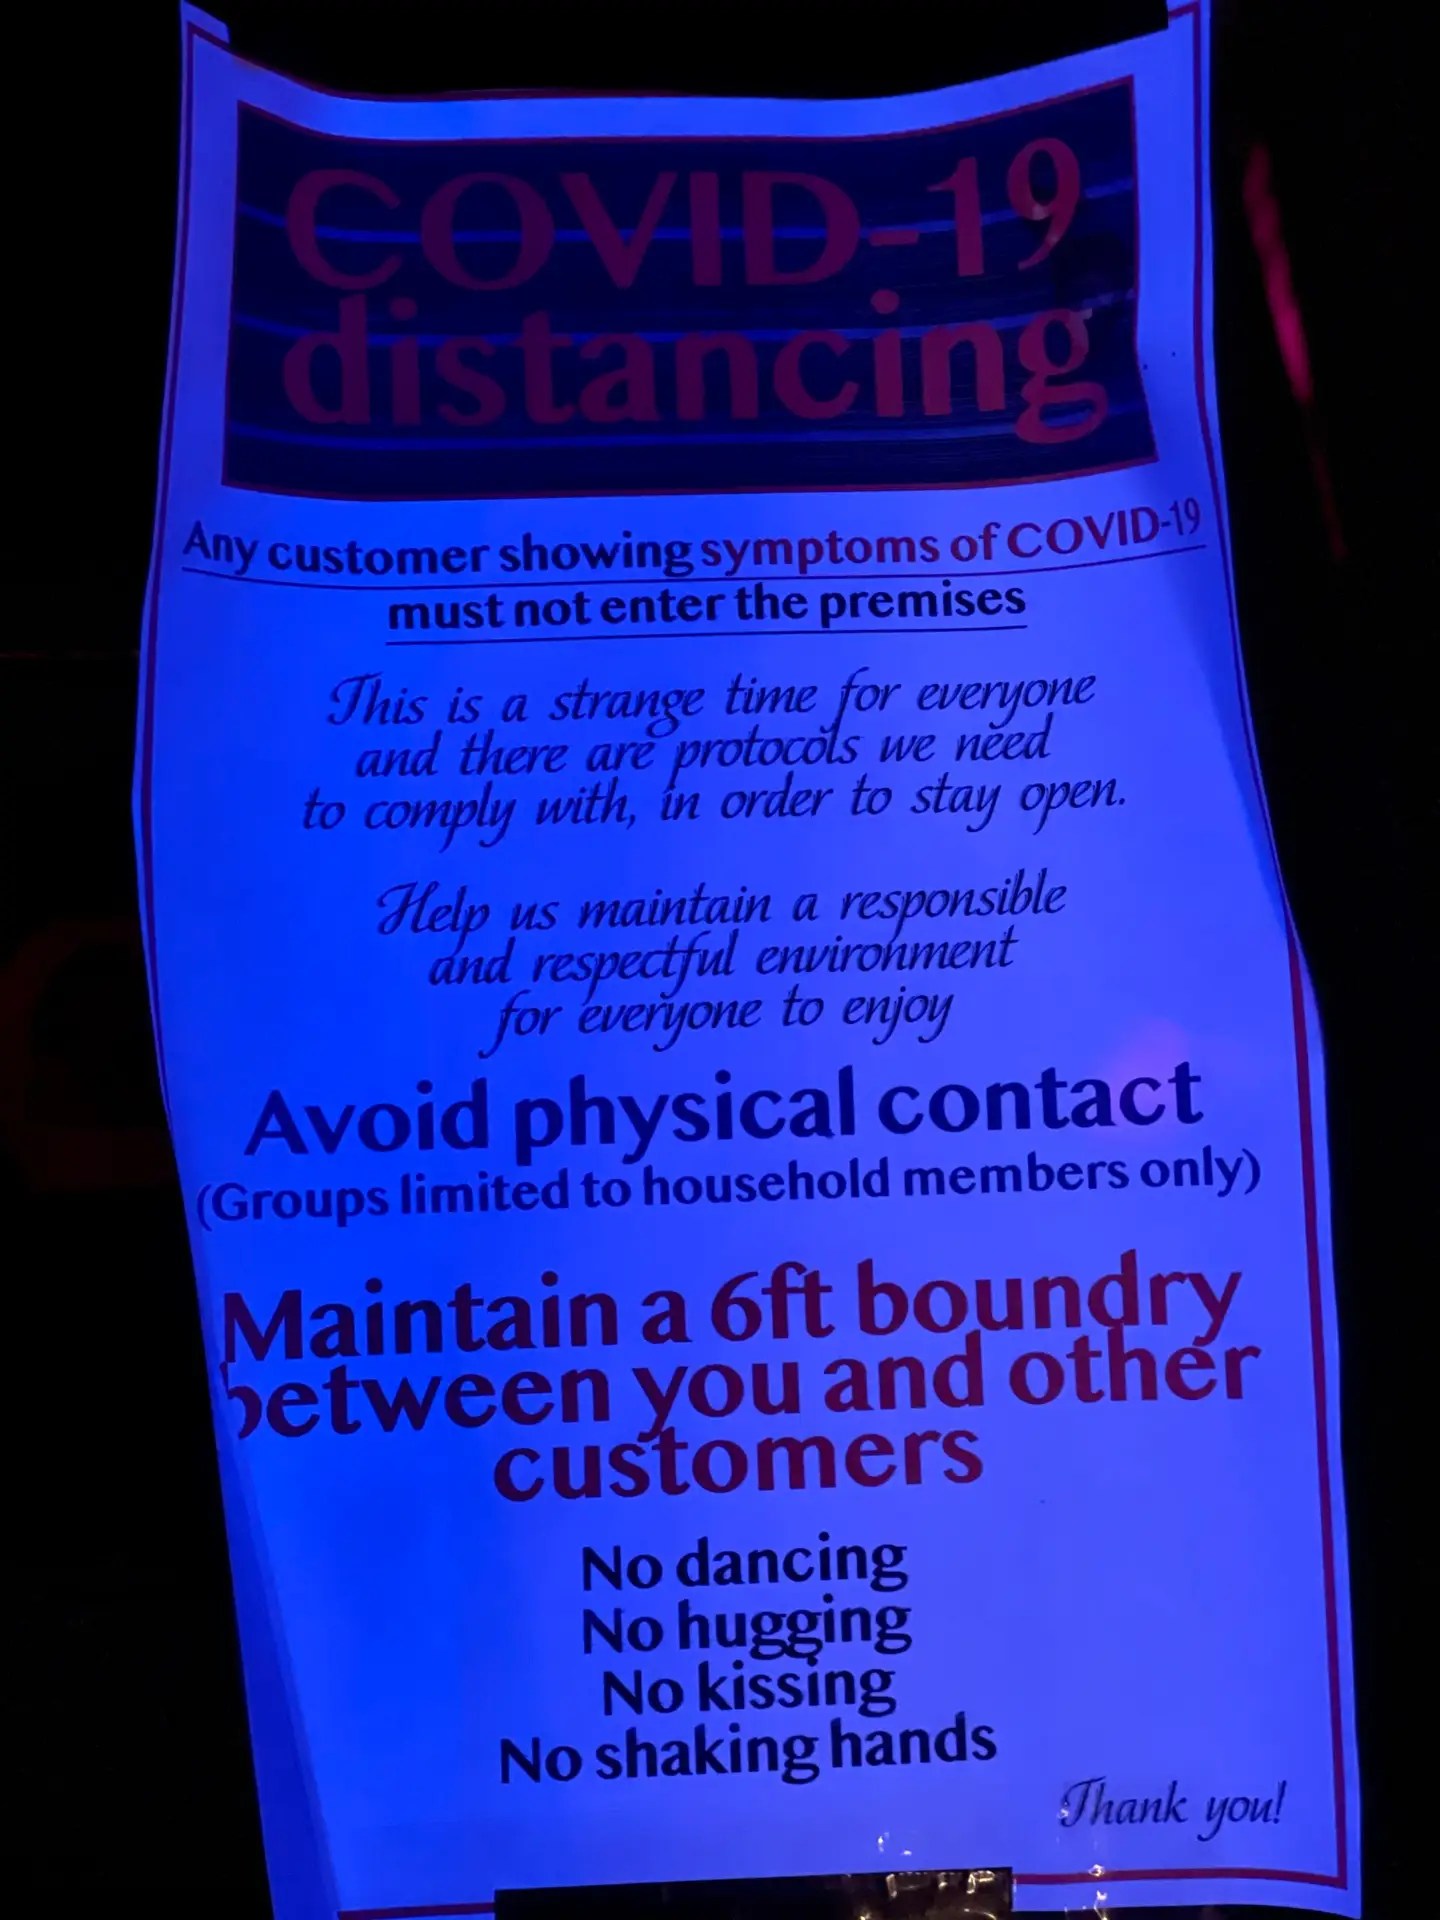 COVID-19
distancing
Any customer showing symptoms of COVID-19
must not enter the premises
This is a strange time for everyone
and there are protocols we need
to comply with, in order to stay open.
Help us maintain a responsible
and respectful environment
for everyone to enjoy
Avoid physical contact
(Groups limited to household members only)
Maintain a 6ft boundry
between you and other
customers
No dancing
No hugging
No kissing
No shaking hands
Thank you!